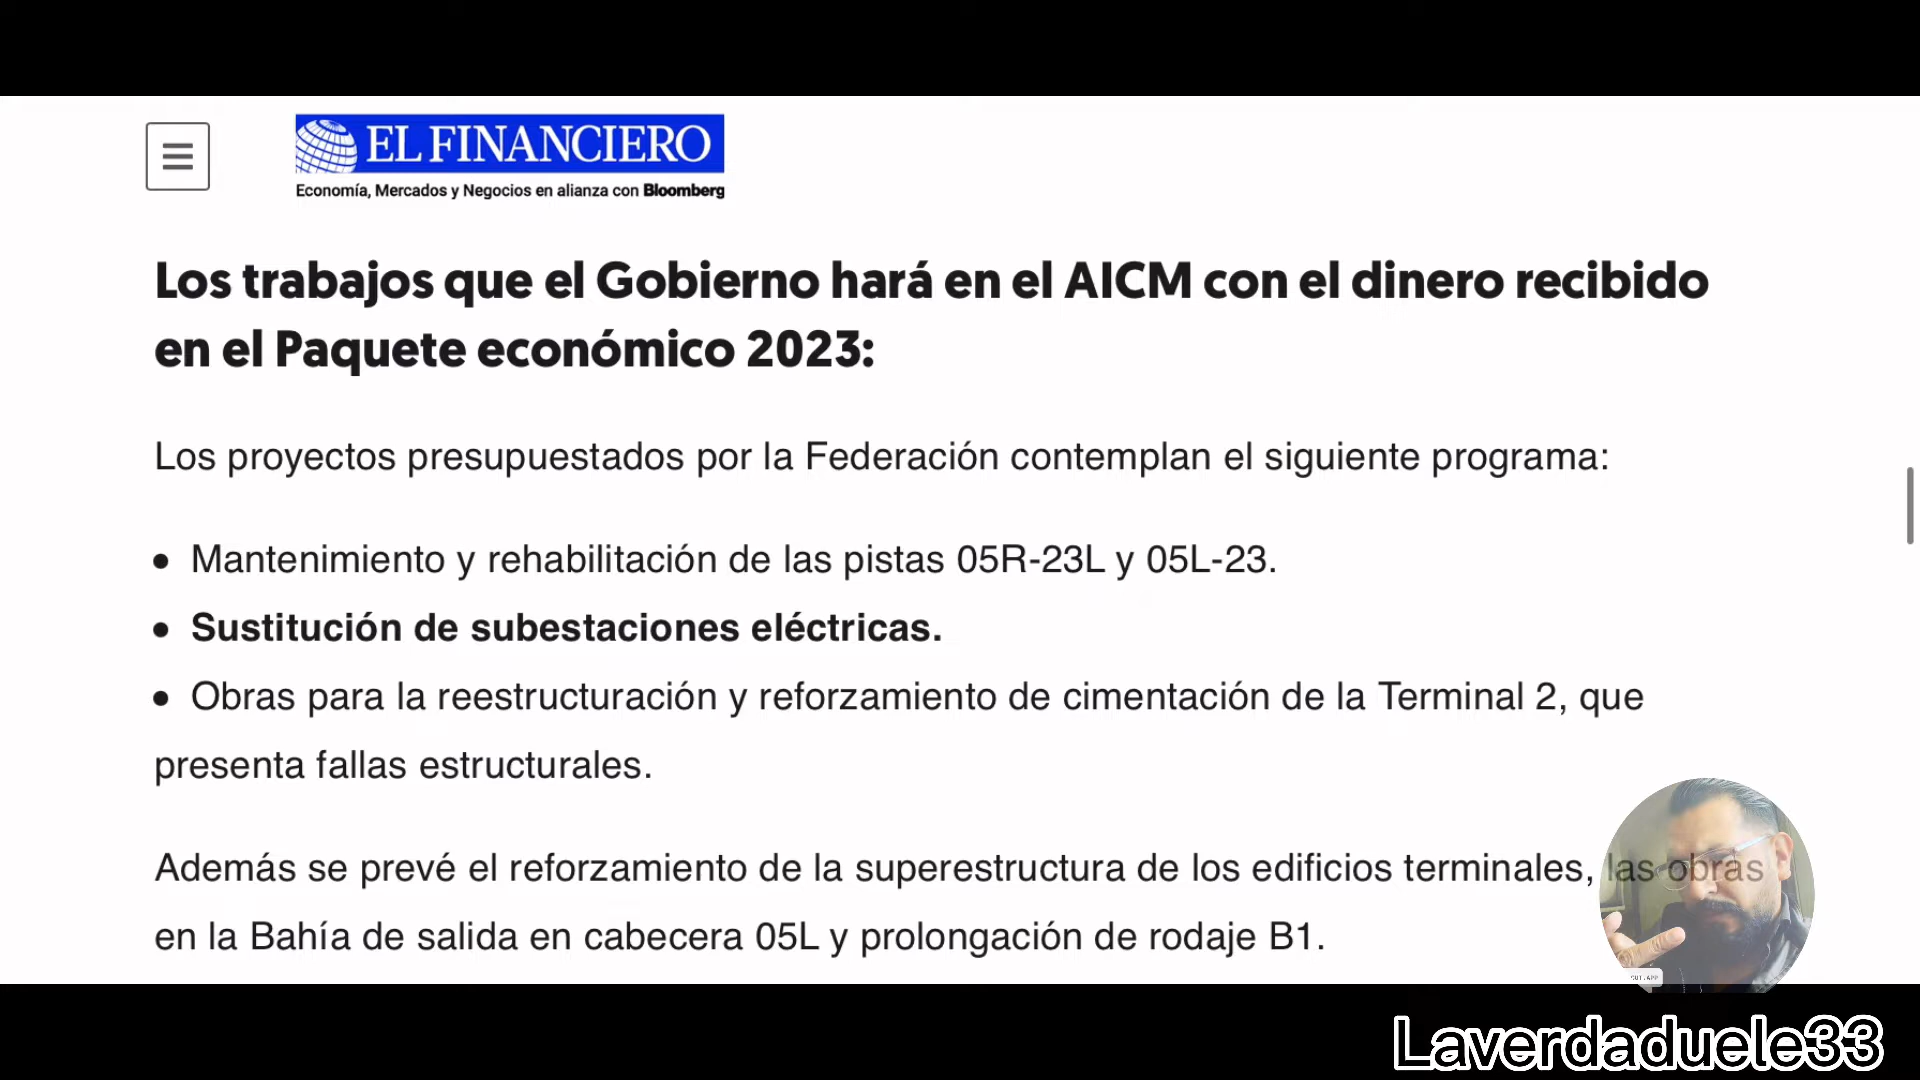 EL FINANCIERO
Economía, Mercados y Negocios en alianza con Bloomberg
Los trabajos que el Gobierno hará en el AICM con el dinero recibido
en el Paquete económico 2023:
Los proyectos presupuestados por la Federación contemplan el siguiente programa:
• Mantenimiento y rehabilitación de las pistas 05R-23L y 05L-23.
• Sustitución de subestaciones eléctricas.
• Obras para la reestructuración y reforzamiento de cimentación de la Terminal 2, que
presenta fallas estructurales.
Además se prevé el reforzamiento de la superestructura de los edificios terminales, las obras
en la Bahía de salida en cabecera 05L y prolongación de rodaje B1.
Laverdaduele33